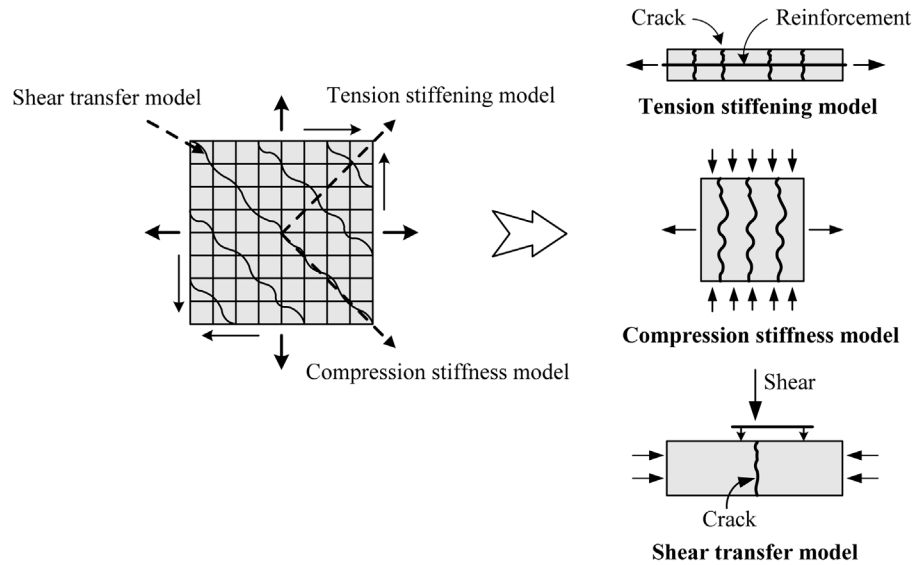 Shear transfer model
Tension stiffening model
Compression stiffness model
Crack
Reinforcement
Tension stiffening model
Compression stiffness model
Shear
Crack
Shear transfer model